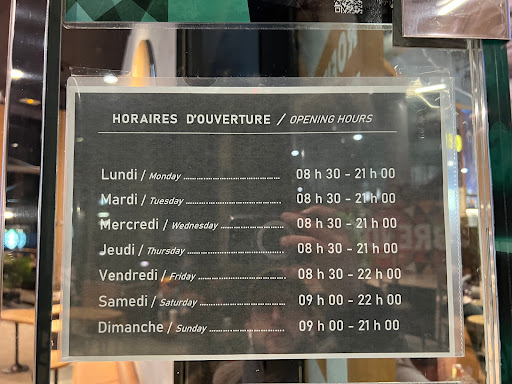 HORAIRES D'OUVERTURE / OPENING HOURS
Lundi / Monday .......................... 08 h 30 - 21 h 00
Mardi / Tuesday .......................... 08 h 30 - 21 h 00
Mercredi / Wednesday .................. 08 h 30 - 21 h 00
Jeudi / Thursday .......................... 08 h 30 - 21 h 00
Vendredi / Friday ........................ 08 h 30 - 22 h 00
Samedi / Saturday ...................... 09 h 00 - 22 h 00
Dimanche / Sunday ..................... 09 h 00 - 21 h 00